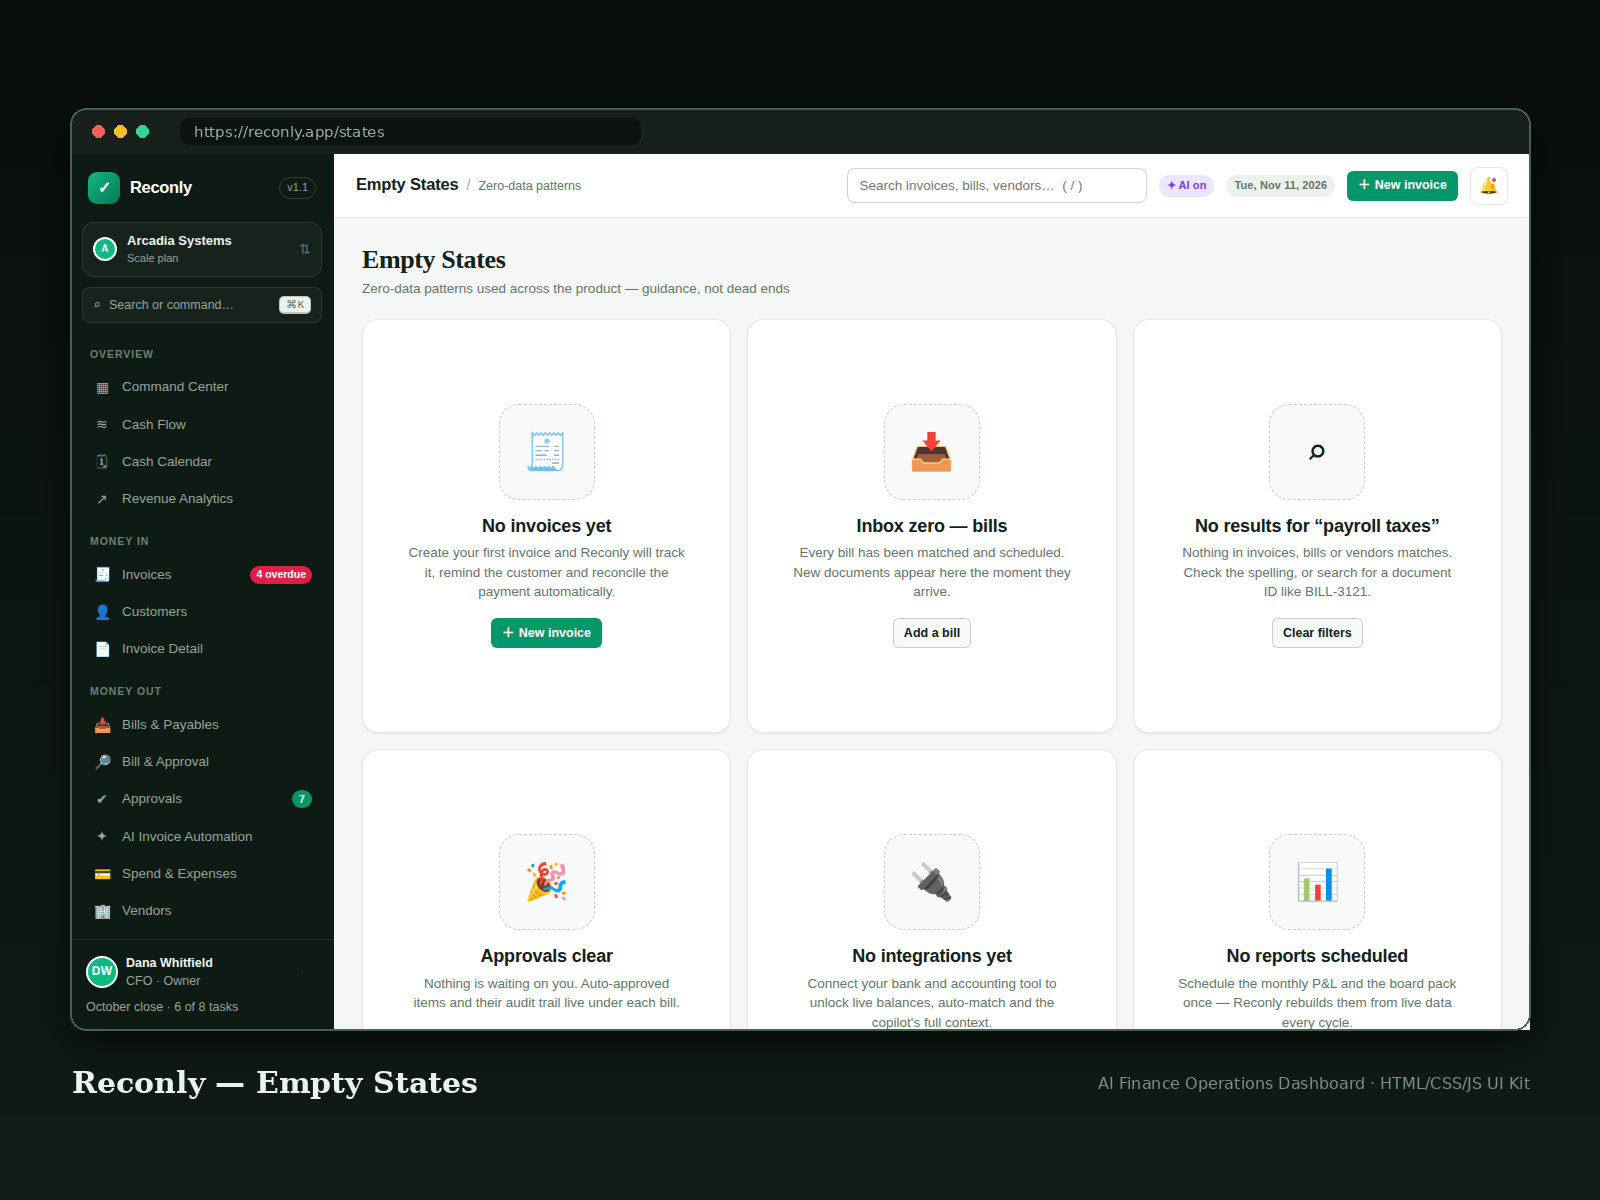 https://reconly.app/states
✓ Reconly v1.1
A Arcadia Systems
Scale plan
Search or command… ⌘K
OVERVIEW
Command Center
Cash Flow
Cash Calendar
Revenue Analytics
MONEY IN
Invoices 4 overdue
Customers
Invoice Detail
MONEY OUT
Bills & Payables
Bill & Approval
Approvals 7
AI Invoice Automation
Spend & Expenses
Vendors
DW Dana Whitfield
CFO · Owner
October close · 6 of 8 tasks
Empty States / Zero-data patterns
Search invoices, bills, vendors… ( / )
✦ AI on
Tue, Nov 11, 2026
+ New invoice
Empty States
Zero-data patterns used across the product — guidance, not dead ends
No invoices yet
Create your first invoice and Reconly will track
it, remind the customer and reconcile the
payment automatically.
+ New invoice
Inbox zero — bills
Every bill has been matched and scheduled.
New documents appear here the moment they
arrive.
Add a bill
No results for “payroll taxes”
Nothing in invoices, bills or vendors matches.
Check the spelling, or search for a document
ID like BILL-3121.
Clear filters
Approvals clear
Nothing is waiting on you. Auto-approved
items and their audit trail live under each bill.
No integrations yet
Connect your bank and accounting tool to
unlock live balances, auto-match and the
copilot's full context.
No reports scheduled
Schedule the monthly P&L and the board pack
once — Reconly rebuilds them from live data
every cycle.
Reconly — Empty States
AI Finance Operations Dashboard · HTML/CSS/JS UI Kit